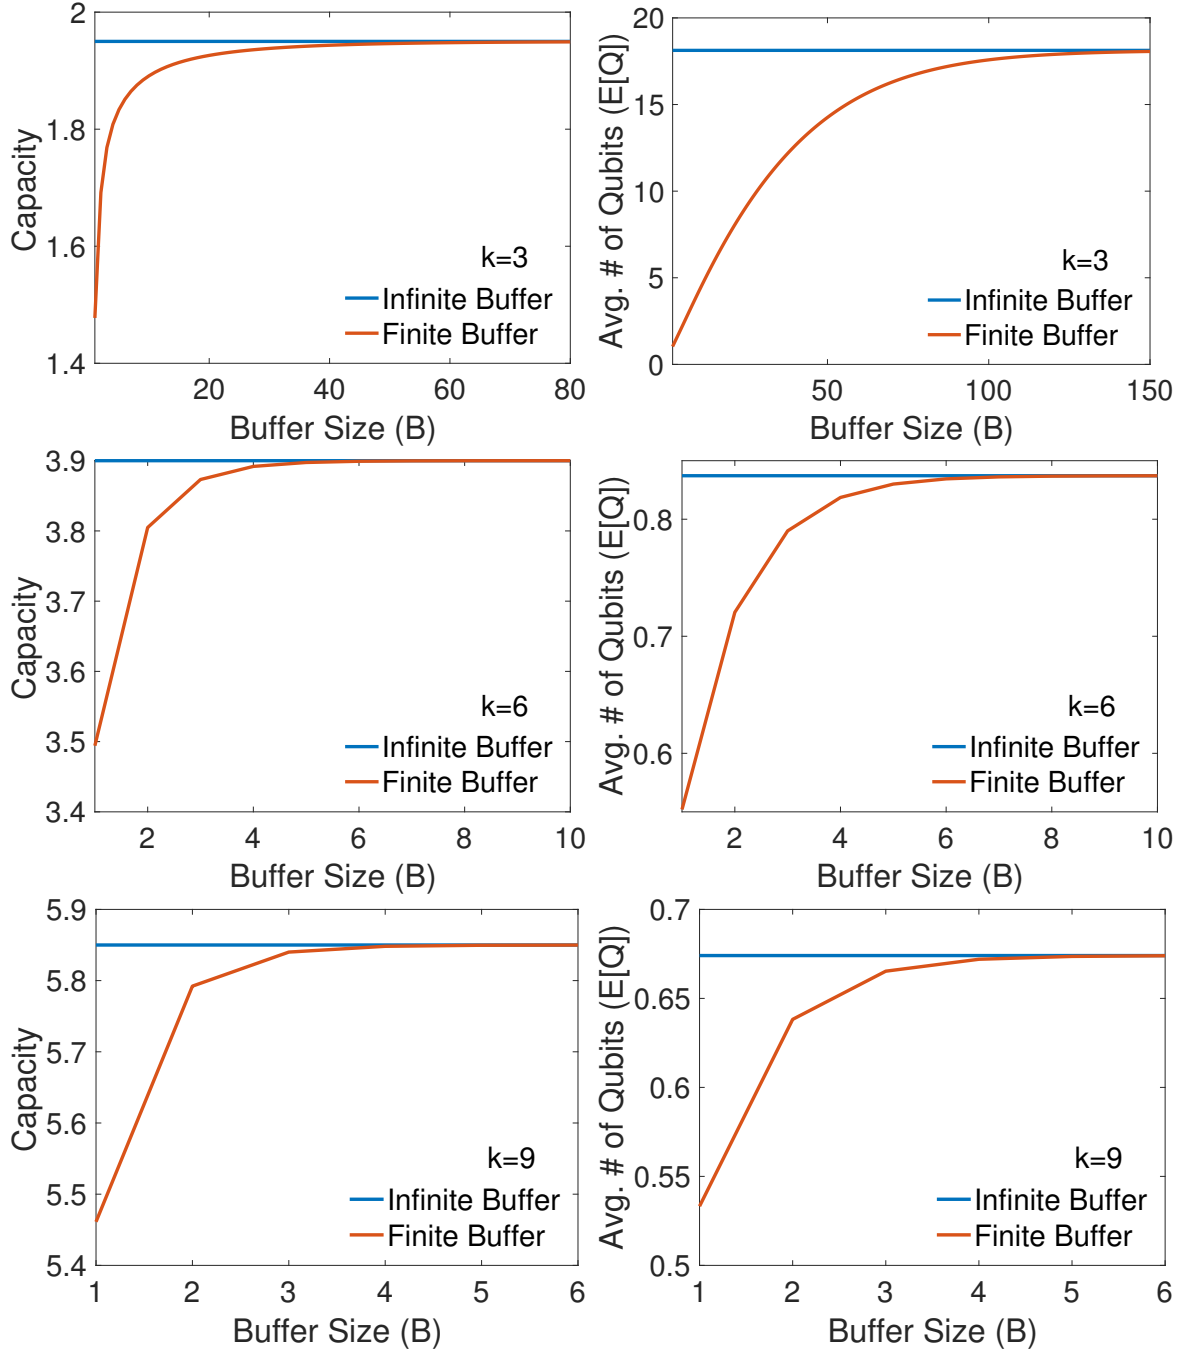 Capacity
2
1.8
1.6
1.4
20
40
60
80
Buffer Size (B)
k=3
Infinite Buffer
Finite Buffer
Avg. # of Qubits (E[Q])
20
15
10
5
0
50
100
150
Buffer Size (B)
k=3
Infinite Buffer
Finite Buffer
Capacity
3.9
3.8
3.7
3.6
3.5
3.4
2
4
6
8
10
Buffer Size (B)
k=6
Infinite Buffer
Finite Buffer
Avg. # of Qubits (E[Q])
0.8
0.7
0.6
2
4
6
8
10
Buffer Size (B)
k=6
Infinite Buffer
Finite Buffer
Capacity
5.9
5.8
5.7
5.6
5.5
5.4
1
2
3
4
5
6
Buffer Size (B)
k=9
Infinite Buffer
Finite Buffer
Avg. # of Qubits (E[Q])
0.7
0.65
0.6
0.55
0.5
1
2
3
4
5
6
Buffer Size (B)
k=9
Infinite Buffer
Finite Buffer